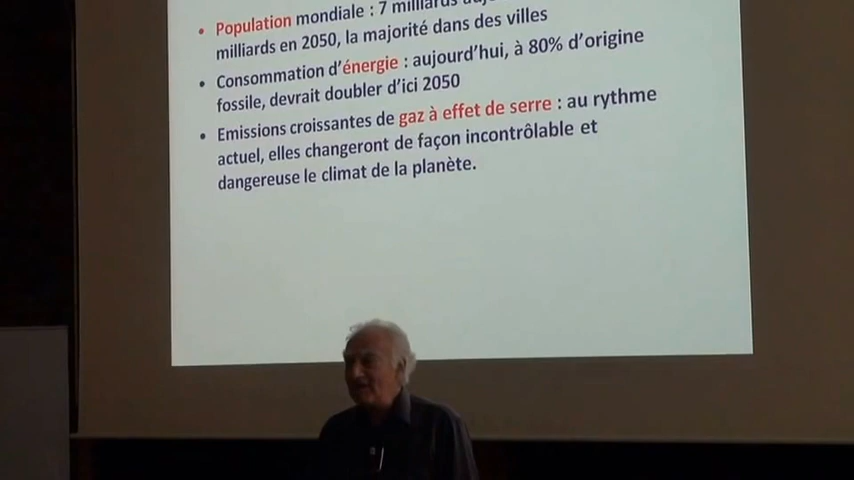 • Population mondiale : 7 milliards
milliards en 2050, la majorité dans des villes
• Consommation d'énergie : aujourd'hui, à 80% d'origine
fossile, devrait doubler d'ici 2050
• Emissions croissantes de gaz à effet de serre : au rythme
actuel, elles changeront de façon incontrôlable et
dangereuse le climat de la planète.